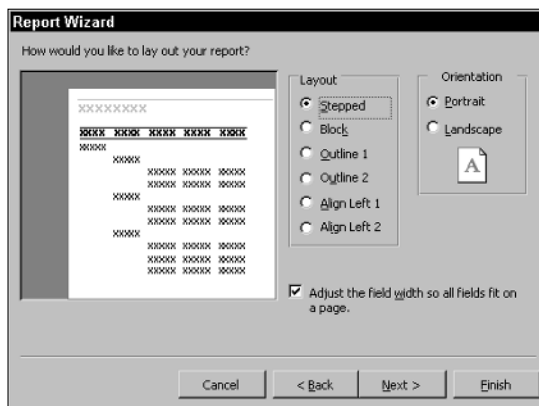 Report Wizard
How would you like to lay out your report?
XXXXXXXX
XXXX XXXX XXXX XXXX XXXX
XXXXX
XXXXX
XXXXX XXXXX XXXXX
XXXXX XXXXX XXXXX
XXXXX
XXXXX XXXXX XXXXX
XXXXX XXXXX XXXXX
XXXXX
XXXXX XXXXX XXXXX
XXXXX XXXXX XXXXX
XXXXX XXXXX XXXXX
Layout
Stepped
Block
Outline 1
Outline 2
Align Left 1
Align Left 2
Orientation
Portrait
Landscape
A
Adjust the field width so all fields fit on
a page.
Cancel
< Back
Next >
Finish